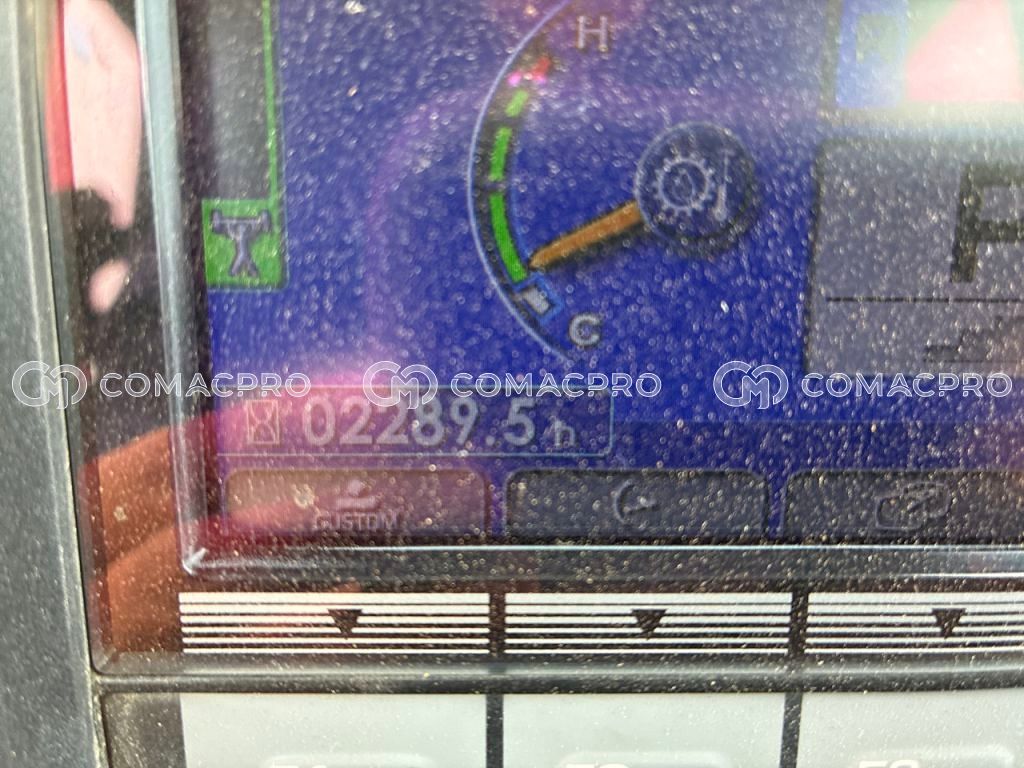 H
P
C
COMACPRO COMACPRO COMACPRO
02289.5 h
CUSTOM